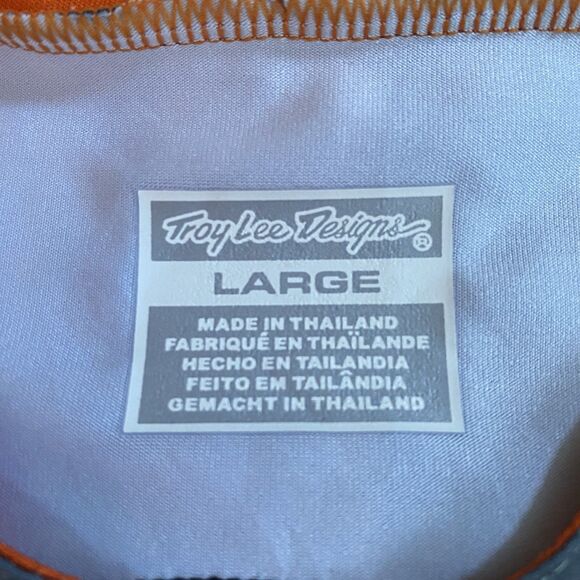 Troy Lee Designs®
LARGE
MADE IN THAILAND
FABRIQUÉ EN THAÏLANDE
HECHO EN TAILANDIA
FEITO EM TAILÂNDIA
GEMACHT IN THAILAND